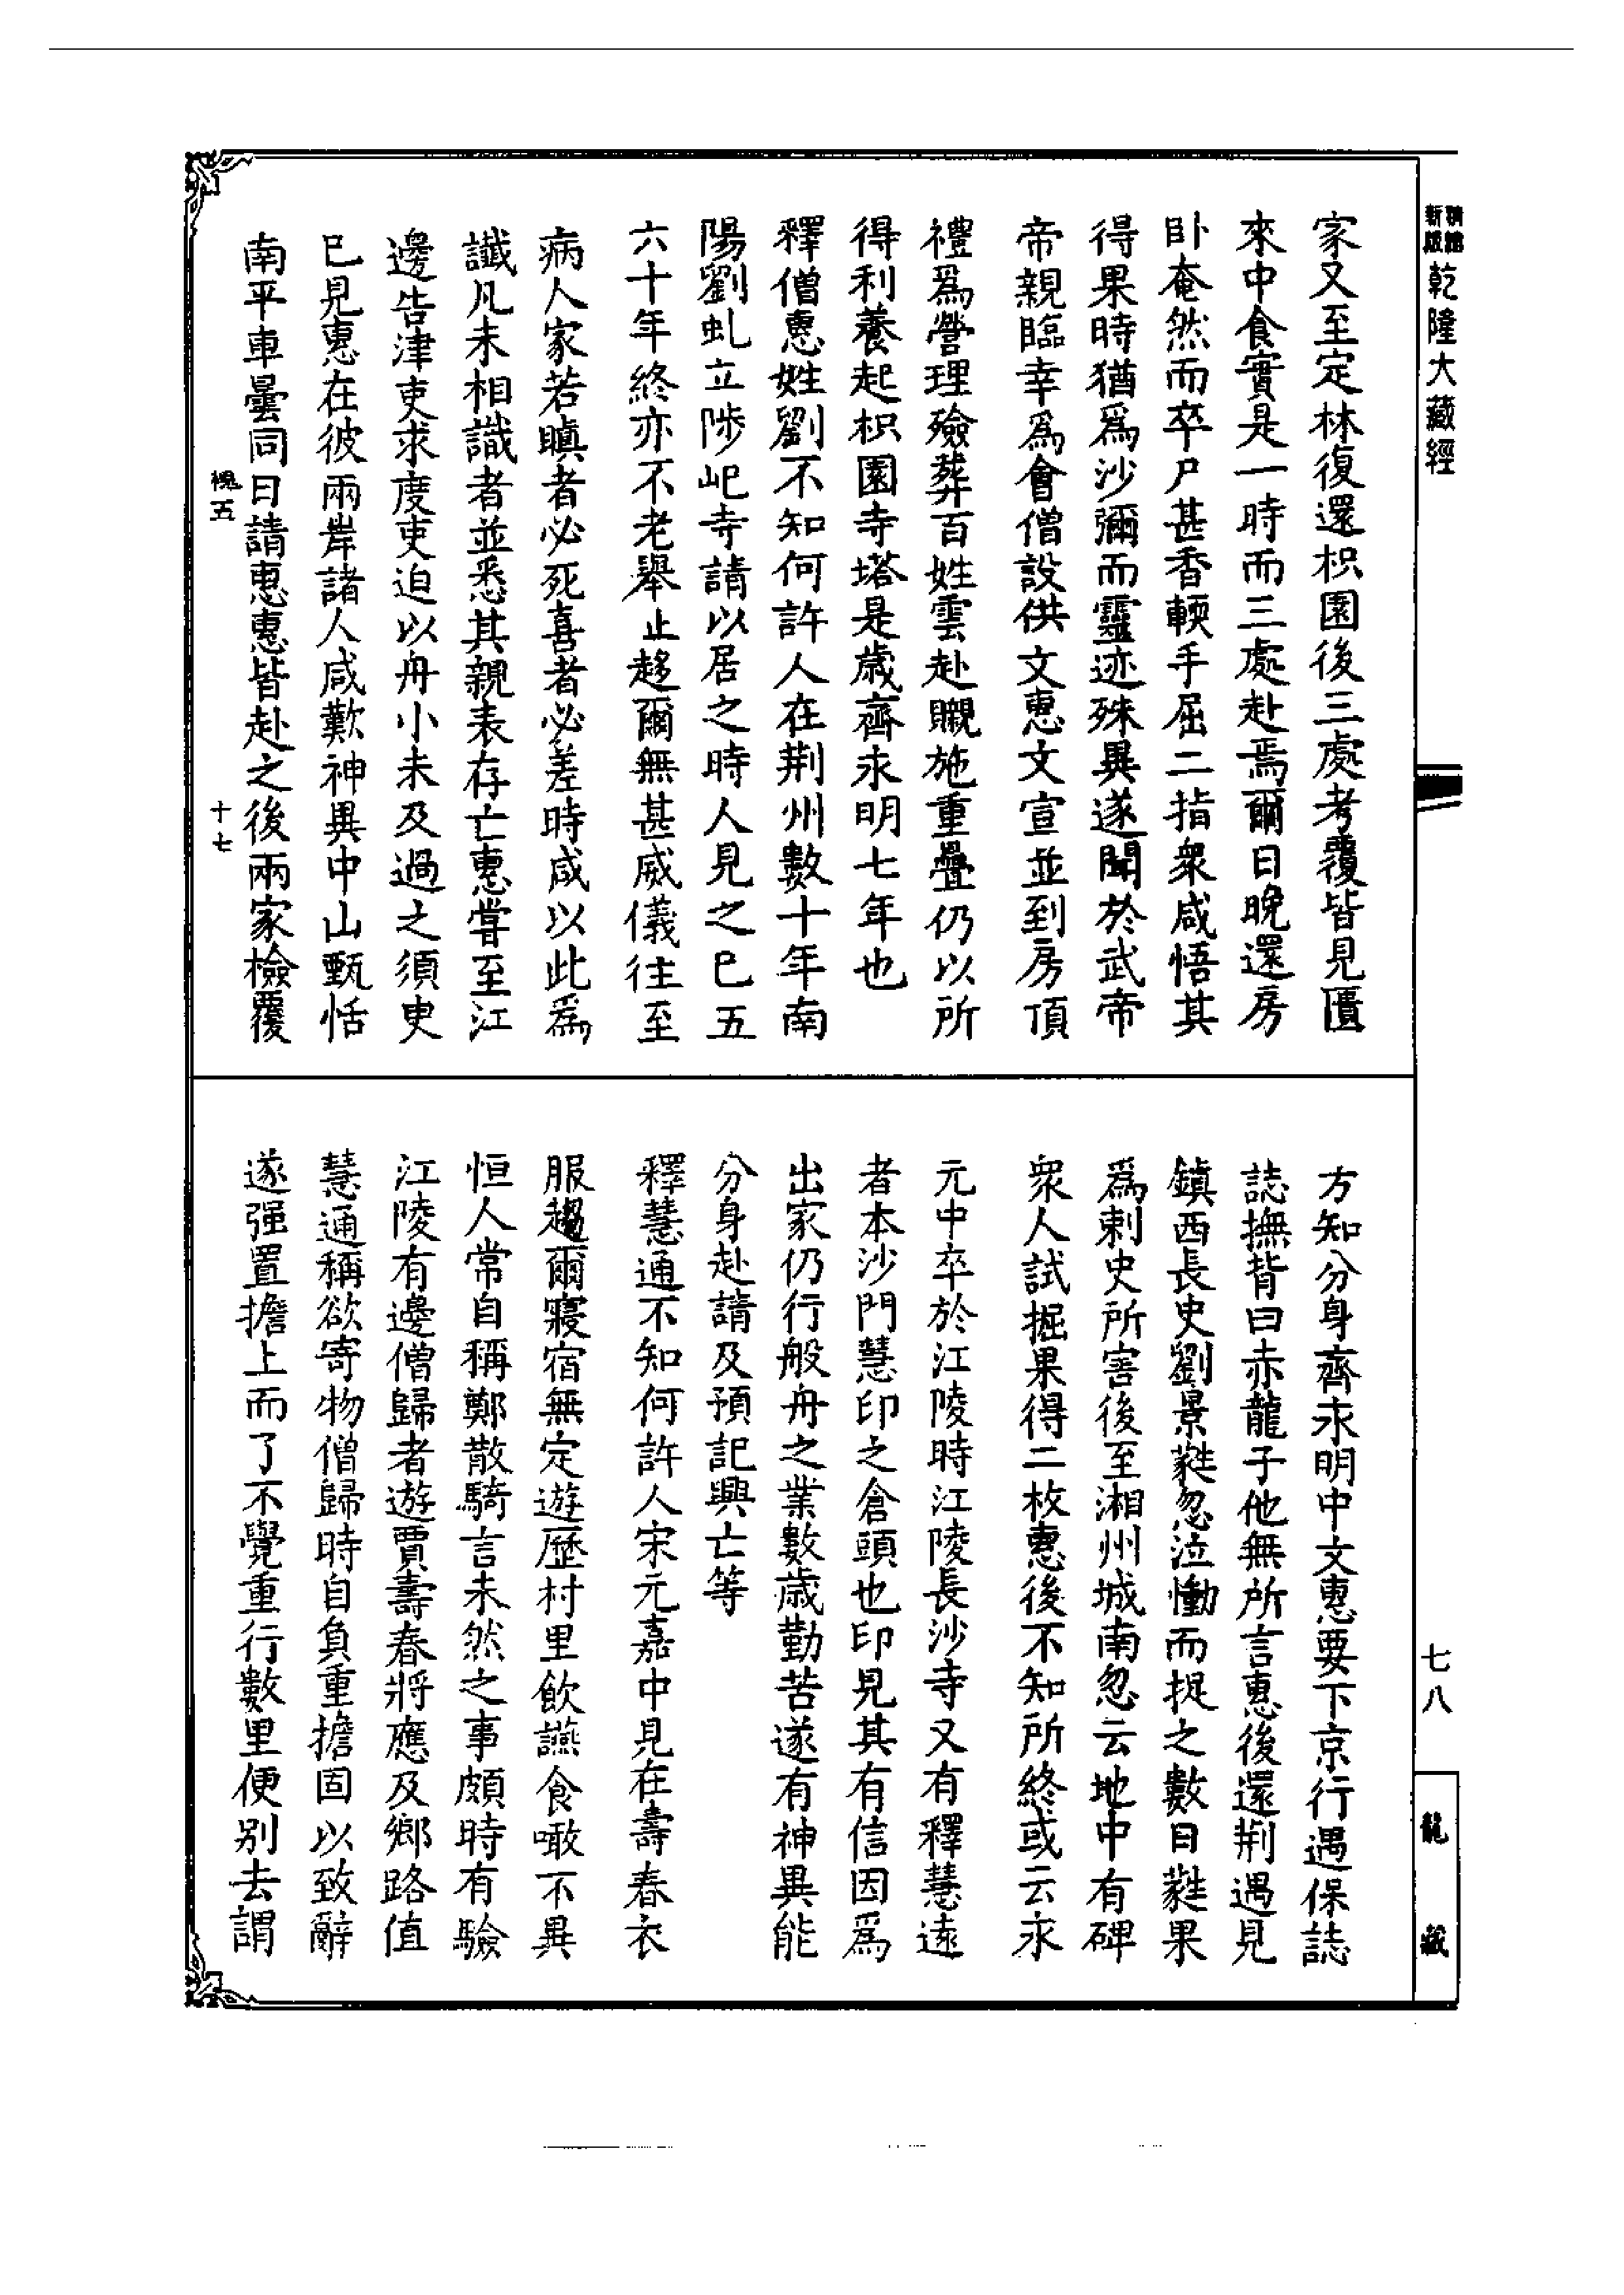 精繪
新版
乾隆大藏經
家又至定林復還枳園後三處考覆皆見匱
來中食實是一時而三處赴焉爾日晚還房
卧奄然而卒尸甚香輭手屈二指衆咸悟其
得果時猶爲沙彌而靈迹殊異遂聞於武帝
帝親臨幸爲會僧設供文惠文宣並到房頂
禮爲營理殮葬百姓雲赴嚫施重疊仍以所
得利養起枳園寺塔是歳齊永明七年也
釋僧惠姓劉不知何許人在荆州數十年南
陽劉虬立陟屺寺請以居之時人見之已五
六十年終亦不老舉止趍爾無甚威儀往至
病人家若瞋者必死喜者必差時咸以此爲
讖凡未相識者並悉其親表存亡惠嘗至江
邊告津吏求度吏迫以舟小未及過之須臾
已見惠在彼兩岸諸人咸歎神異中山甄恬
南平車曇同日請惠惠皆赴之後兩家檢覆
槐五
十七
方知分身齊永明中文惠要下京行遇保誌
誌撫背曰赤龍子他無所言惠後還荆遇見
鎮西長史劉景蕤忽泣慟而捉之數日蕤果
爲刺史所害後至湘州城南忽云地中有碑
衆人試掘果得二枚惠後不知所終或云永
元中卒於江陵時江陵長沙寺又有釋慧遠
者本沙門慧印之倉頭也印見其有信因爲
出家仍行般舟之業數歳勤苦遂有神異能
分身赴請及預記興亡等
釋慧通不知何許人宋元嘉中見在壽春衣
服趨爾寢宿無定遊歷村里飲讌食噉不異
恒人常自稱鄭散騎言未然之事頗時有驗
江陵有邊僧歸者遊賈壽春將應及鄉路值
慧通稱欲寄物僧歸時自負重擔固以致辭
遂强置擔上而了不覺重行數里便别去謂
七八
龍藏